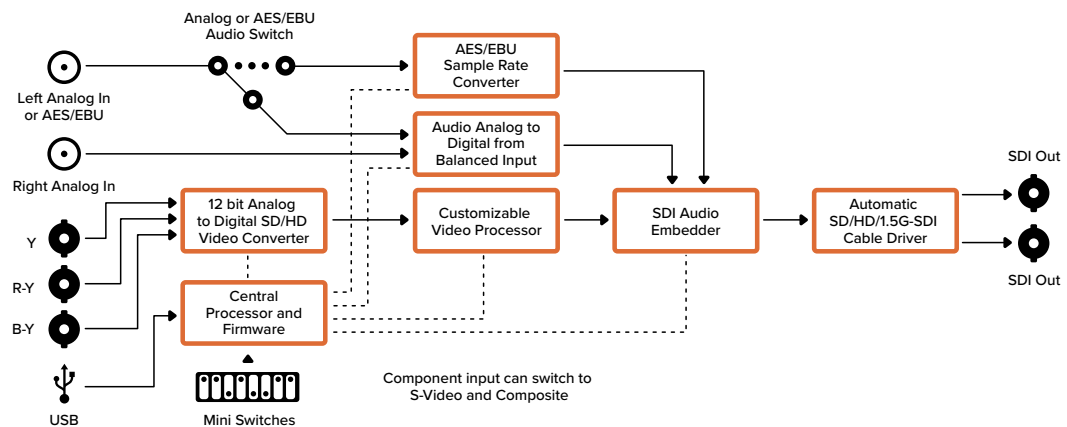 Analog or AES/EBU
Audio Switch
AES/EBU
Sample Rate
Converter
Left Analog In
or AES/EBU
Audio Analog to
Digital from
Balanced Input
Right Analog In
SDI Out
12 bit Analog
to Digital SD/HD
Video Converter
Customizable
Video Processor
SDI Audio
Embedder
Automatic
SD/HD/1.5G-SDI
Cable Driver
Y
R-Y
B-Y
SDI Out
Central
Processor and
Firmware
Component input can switch to
S-Video and Composite
USB
Mini Switches